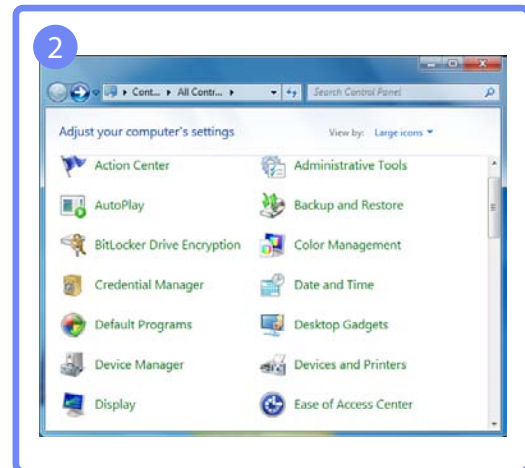 2
Cont... All Contr...
Search Control Panel
Adjust your computer's settings
View by: Large icons
Action Center
Administrative Tools
AutoPlay
Backup and Restore
BitLocker Drive Encryption
Color Management
Credential Manager
Date and Time
Default Programs
Desktop Gadgets
Device Manager
Devices and Printers
Display
Ease of Access Center